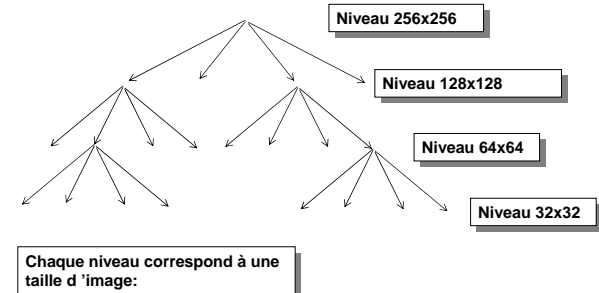 Niveau 256x256
Niveau 128x128
Niveau 64x64
Niveau 32x32
Chaque niveau correspond à une
taille d 'image: